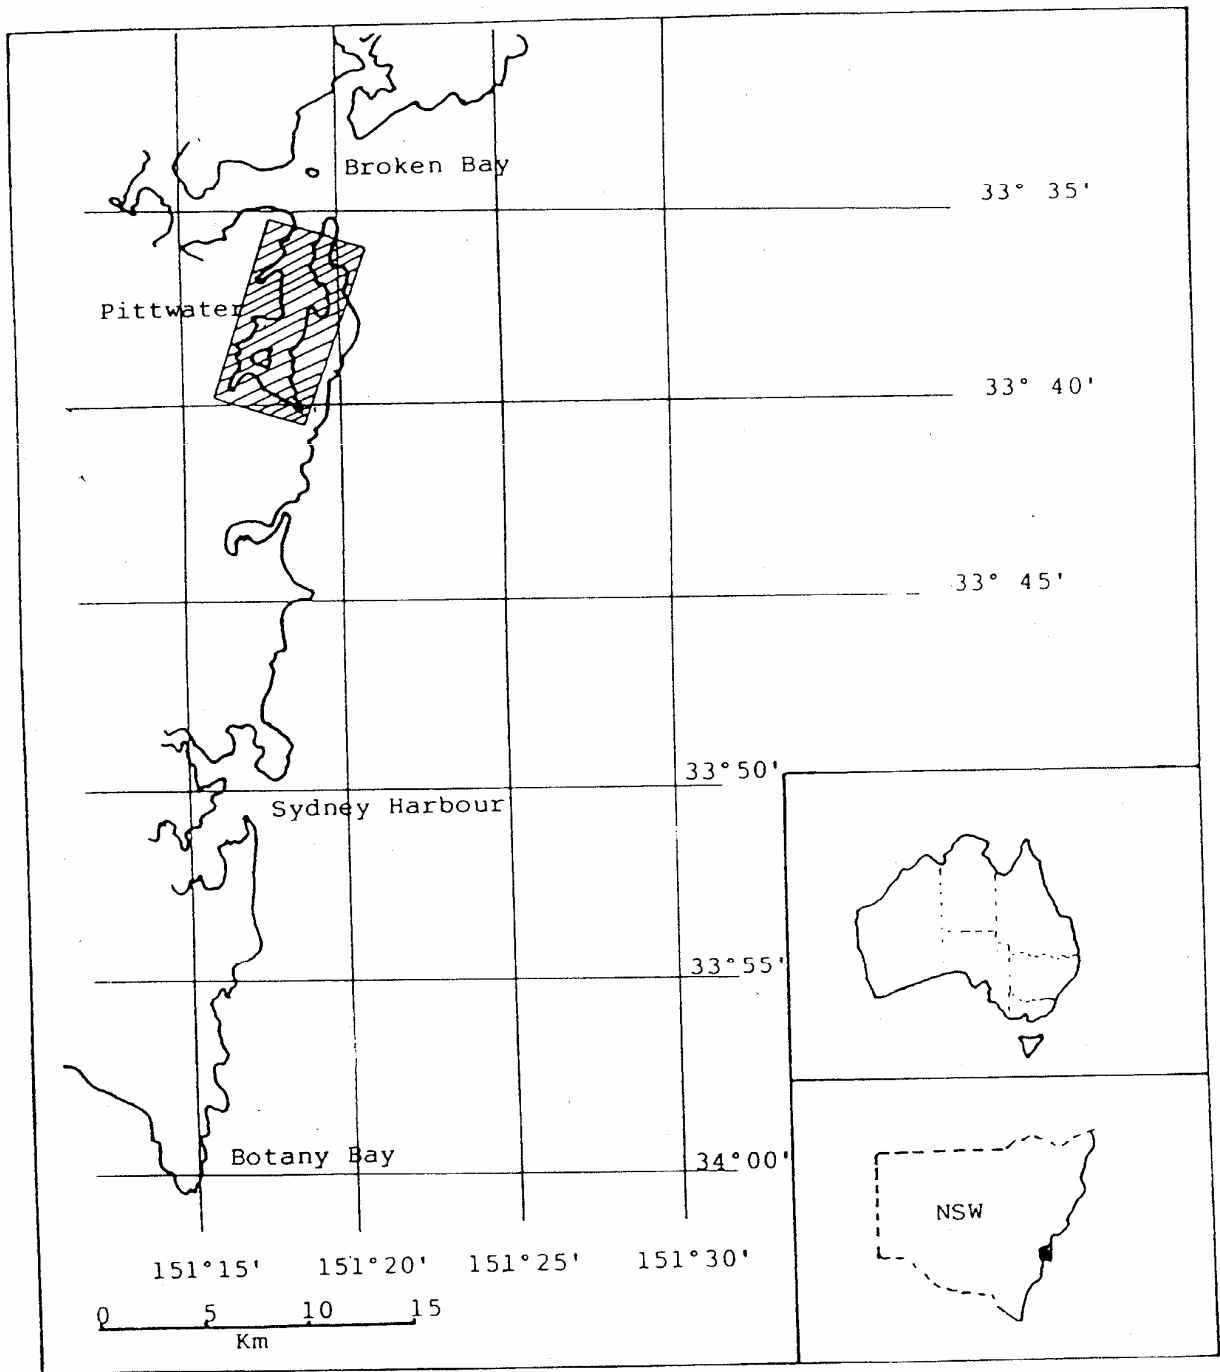 Broken Bay
33° 35'
Pittwater
33° 40'
33° 45'
33°50'
Sydney Harbour
33°55'
Botany Bay
34°00'
NSW
151°15' 151°20' 151°25' 151°30'
0 5 10 15
Km